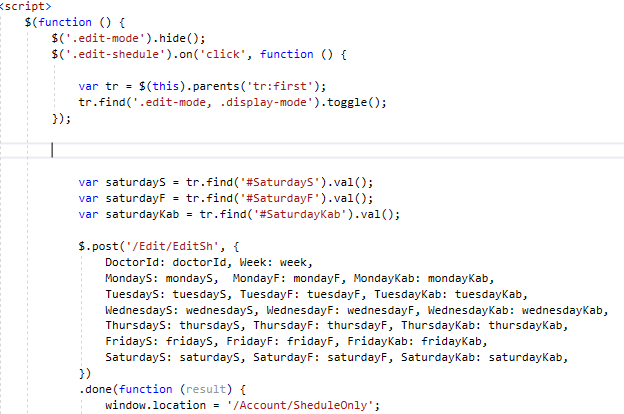 <script>
$(function () {
$('.edit-mode').hide();
$('.edit-shedule').on('click', function () {
var tr = $(this).parents('tr:first');
tr.find('.edit-mode, .display-mode').toggle();
});
var saturdayS = tr.find('#SaturdayS').val();
var saturdayF = tr.find('#SaturdayF').val();
var saturdayKab = tr.find('#SaturdayKab').val();
$.post('/Edit/EditSh', {
DoctorId: doctorId, Week: week,
MondayS: mondayS,  MondayF: mondayF, MondayKab: mondayKab,
TuesdayS: tuesdayS, TuesdayF: tuesdayF, TuesdayKab: tuesdayKab,
WednesdayS: wednesdayS, WednesdayF: wednesdayF, WednesdayKab: wednesdayKab,
ThursdayS: thursdayS, ThursdayF: thursdayF, ThursdayKab: thursdayKab,
FridayS: fridayS, FridayF: fridayF, FridayKab: fridayKab,
SaturdayS: saturdayS, SaturdayF: saturdayF, SaturdayKab: saturdayKab,
})
.done(function (result) {
window.location = '/Account/SheduleOnly';